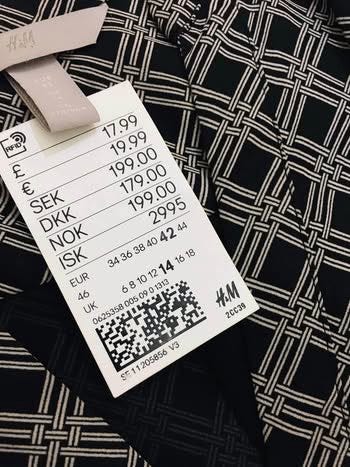 H&M
RFID
£ 17.99
€ 19.99
SEK 199.00
DKK 179.00
NOK 199.00
ISK 2995
EUR 34 36 38 40 42 44
46
UK 6 8 10 12 14 16 18
0625358 005 09 0 1313
H&M
2CC39
SF 11205856 V3